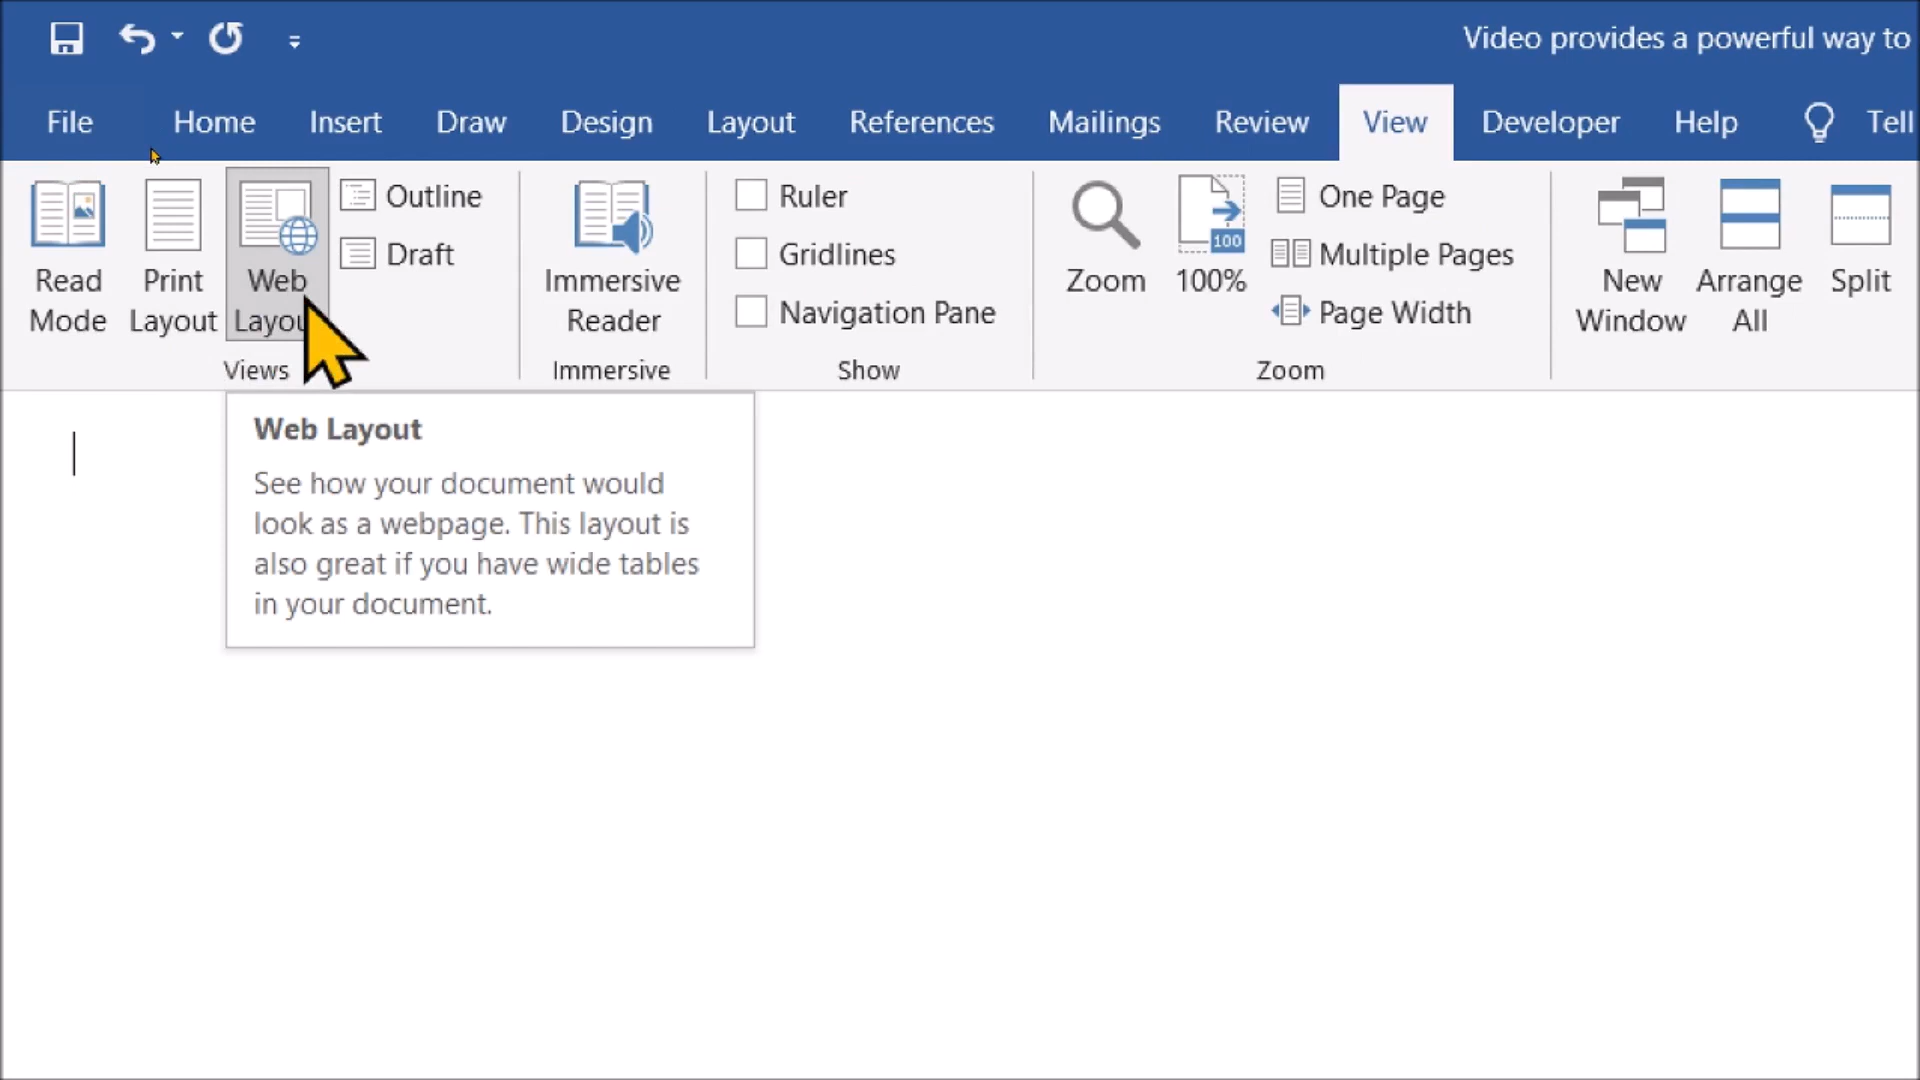 Video provides a powerful way to
File Home Insert Draw Design Layout References Mailings Review View Developer Help Tell
Read Mode
Print Layout
Web Layou
Outline
Draft
Views
Immersive Reader
Immersive
Ruler
Gridlines
Navigation Pane
Show
Zoom
100
100%
One Page
Multiple Pages
Page Width
Zoom
New Window
Arrange All
Split
Web Layout
See how your document would
look as a webpage. This layout is
also great if you have wide tables
in your document.